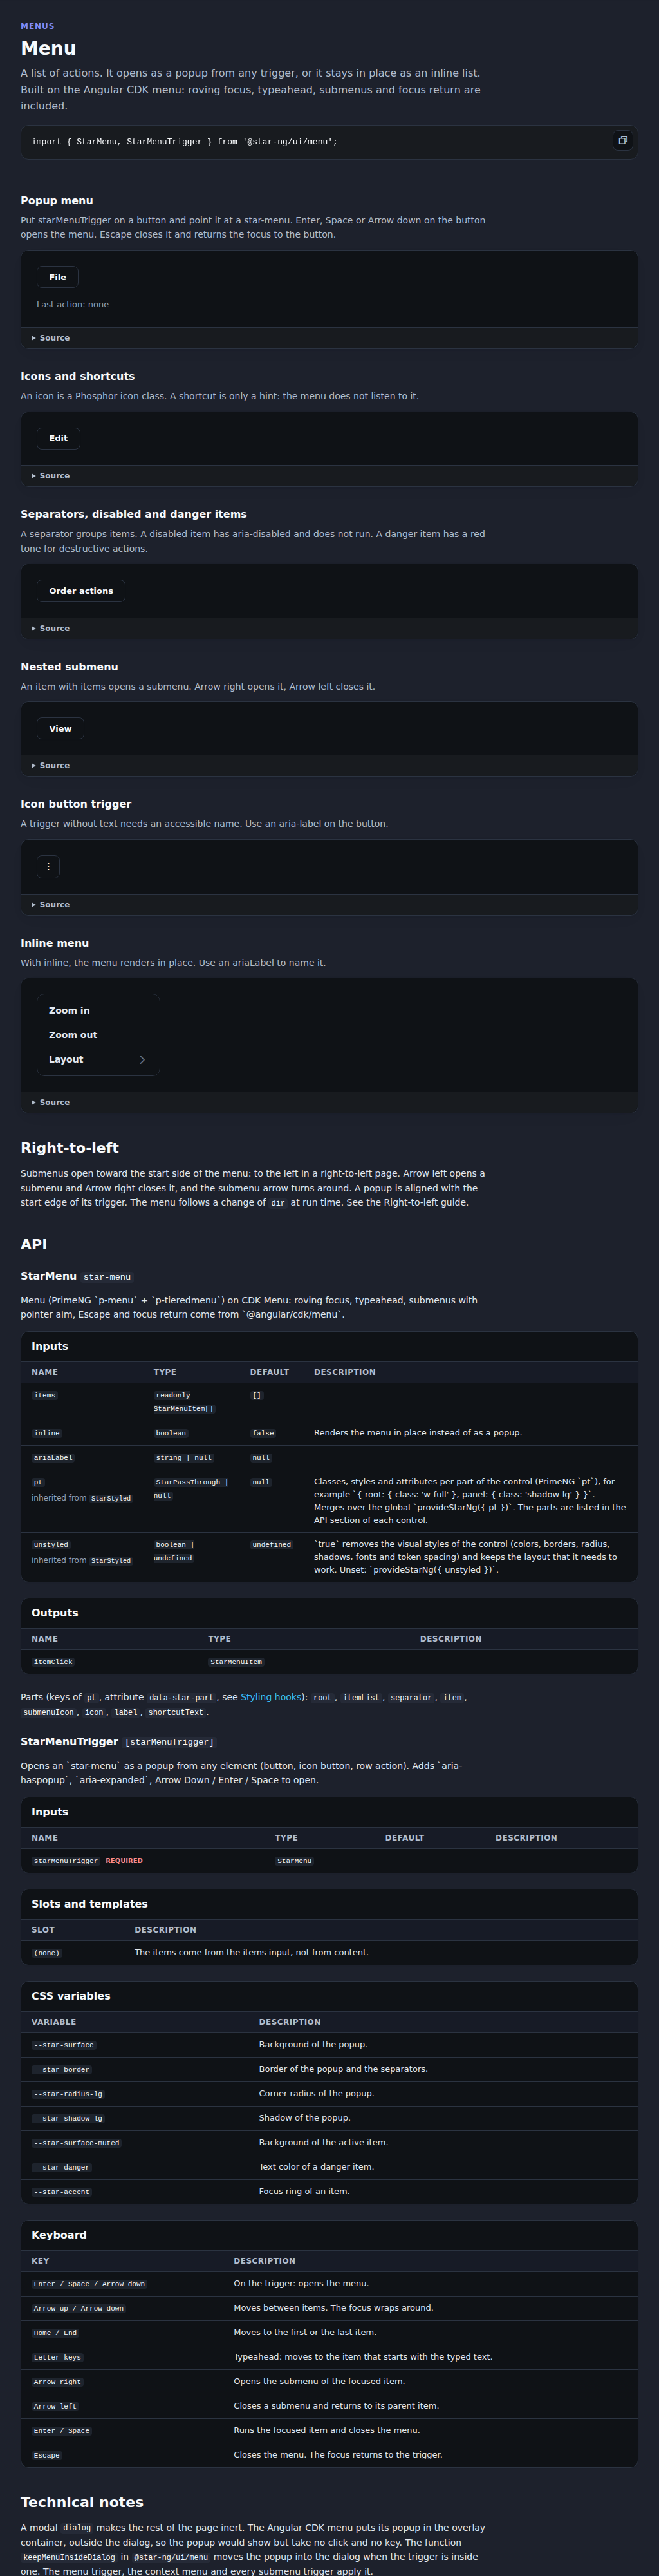 MENUS
Menu
A list of actions. It opens as a popup from any trigger, or it stays in place as an inline list.
Built on the Angular CDK menu: roving focus, typeahead, submenus and focus return are
included.
import { StarMenu, StarMenuTrigger } from '@star-ng/ui/menu';
Popup menu
Put starMenuTrigger on a button and point it at a star-menu. Enter, Space or Arrow down on the button
opens the menu. Escape closes it and returns the focus to the button.
File
Last action: none
Source
Icons and shortcuts
An icon is a Phosphor icon class. A shortcut is only a hint: the menu does not listen to it.
Edit
Source
Separators, disabled and danger items
A separator groups items. A disabled item has aria-disabled and does not run. A danger item has a red
tone for destructive actions.
Order actions
Source
Nested submenu
An item with items opens a submenu. Arrow right opens it, Arrow left closes it.
View
Source
Icon button trigger
A trigger without text needs an accessible name. Use an aria-label on the button.
Source
Inline menu
With inline, the menu renders in place. Use an ariaLabel to name it.
Zoom in
Zoom out
Layout
Source
Right-to-left
Submenus open toward the start side of the menu: to the left in a right-to-left page. Arrow left opens a
submenu and Arrow right closes it, and the submenu arrow turns around. A popup is aligned with the
start edge of its trigger. The menu follows a change of dir at run time. See the Right-to-left guide.
API
StarMenu star-menu
Menu (PrimeNG `p-menu` + `p-tieredmenu`) on CDK Menu: roving focus, typeahead, submenus with
pointer aim, Escape and focus return come from `@angular/cdk/menu`.
Inputs
NAME TYPE DEFAULT DESCRIPTION
items readonly StarMenuItem[] []
inline boolean false Renders the menu in place instead of as a popup.
ariaLabel string | null null
pt StarPassThrough | null null Classes, styles and attributes per part of the control (PrimeNG `pt`), for
inherited from StarStyled example `{ root: { class: 'w-full' }, panel: { class: 'shadow-lg' } }`.
Merges over the global `provideStarNg({ pt })`. The parts are listed in the
API section of each control.
unstyled boolean | undefined undefined `true` removes the visual styles of the control (colors, borders, radius,
inherited from StarStyled shadows, fonts and token spacing) and keeps the layout that it needs to
work. Unset: `provideStarNg({ unstyled })`.
Outputs
NAME TYPE DESCRIPTION
itemClick StarMenuItem
Parts (keys of pt, attribute data-star-part, see Styling hooks): root, itemList, separator, item,
submenuIcon, icon, label, shortcutText.
StarMenuTrigger [starMenuTrigger]
Opens an `star-menu` as a popup from any element (button, icon button, row action). Adds `aria-
haspopup`, `aria-expanded`, Arrow Down / Enter / Space to open.
Inputs
NAME TYPE DEFAULT DESCRIPTION
starMenuTrigger REQUIRED StarMenu
Slots and templates
SLOT DESCRIPTION
(none) The items come from the items input, not from content.
CSS variables
VARIABLE DESCRIPTION
--star-surface Background of the popup.
--star-border Border of the popup and the separators.
--star-radius-lg Corner radius of the popup.
--star-shadow-lg Shadow of the popup.
--star-surface-muted Background of the active item.
--star-danger Text color of a danger item.
--star-accent Focus ring of an item.
Keyboard
KEY DESCRIPTION
Enter / Space / Arrow down On the trigger: opens the menu.
Arrow up / Arrow down Moves between items. The focus wraps around.
Home / End Moves to the first or the last item.
Letter keys Typeahead: moves to the item that starts with the typed text.
Arrow right Opens the submenu of the focused item.
Arrow left Closes a submenu and returns to its parent item.
Enter / Space Runs the focused item and closes the menu.
Escape Closes the menu. The focus returns to the trigger.
Technical notes
A modal dialog makes the rest of the page inert. The Angular CDK menu puts its popup in the overlay
container, outside the dialog, so the popup would show but take no click and no key. The function
keepMenuInsideDialog in @star-ng/ui/menu moves the popup into the dialog when the trigger is inside
one. The menu trigger, the context menu and every submenu trigger apply it.